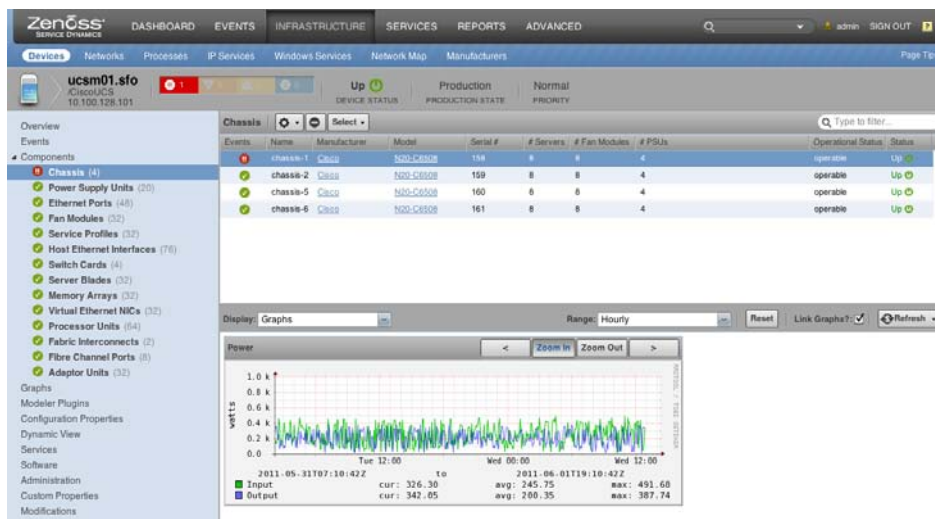 Zenoss
SERVICE DYNAMICS
DASHBOARD EVENTS INFRASTRUCTURE SERVICES REPORTS ADVANCED
admin SIGN OUT ?
Devices Networks Processes IP Services Windows Services Network Map Manufacturers
Page Tip
ucsm01.sfo
/CiscoUCS
10.100.128.101
1
Up
DEVICE STATUS
Production
PRODUCTION STATE
Normal
PRIORITY
Overview
Events
Components
Chassis (4)
Power Supply Units (20)
Ethernet Ports (48)
Fan Modules (32)
Service Profiles (32)
Host Ethernet Interfaces (76)
Switch Cards (4)
Server Blades (32)
Memory Arrays (32)
Virtual Ethernet NICs (32)
Processor Units (64)
Fabric Interconnects (2)
Fibre Channel Ports (8)
Adaptor Units (32)
Graphs
Modeler Plugins
Configuration Properties
Dynamic View
Services
Software
Administration
Custom Properties
Modifications
Chassis Select Type to filter...
Events Name Manufacturer Model Serial # # Servers # Fan Modules # PSUs Operational Status Status
chassis-1 Cisco N20-C6508 158 8 8 4 operable Up
chassis-2 Cisco N20-C6508 159 8 8 4 operable Up
chassis-5 Cisco N20-C6508 160 8 8 4 operable Up
chassis-6 Cisco N20-C6508 161 8 8 4 operable Up
Display: Graphs Range: Hourly Reset Link Graphs?: Refresh
Power < Zoom In Zoom Out >
1.0 k
0.8 k
0.6 k
0.4 k
0.2 k
0.0
watts
RRDTOOL / TOBI OETIKER
Tue 12:00 Wed 00:00 Wed 12:00
2011-05-31T07:10:42Z to 2011-06-01T19:10:42Z
Input cur: 326.30 avg: 245.75 max: 491.68
Output cur: 342.05 avg: 200.35 max: 387.74